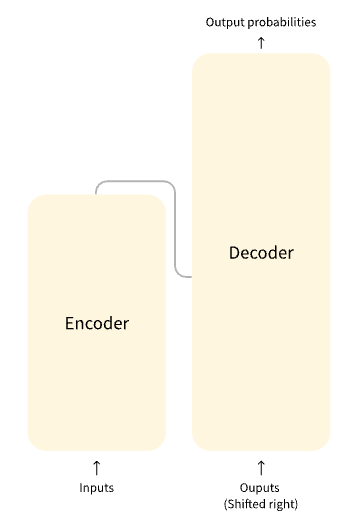 Output probabilities
Decoder
Encoder
Inputs
Ouputs
(Shifted right)